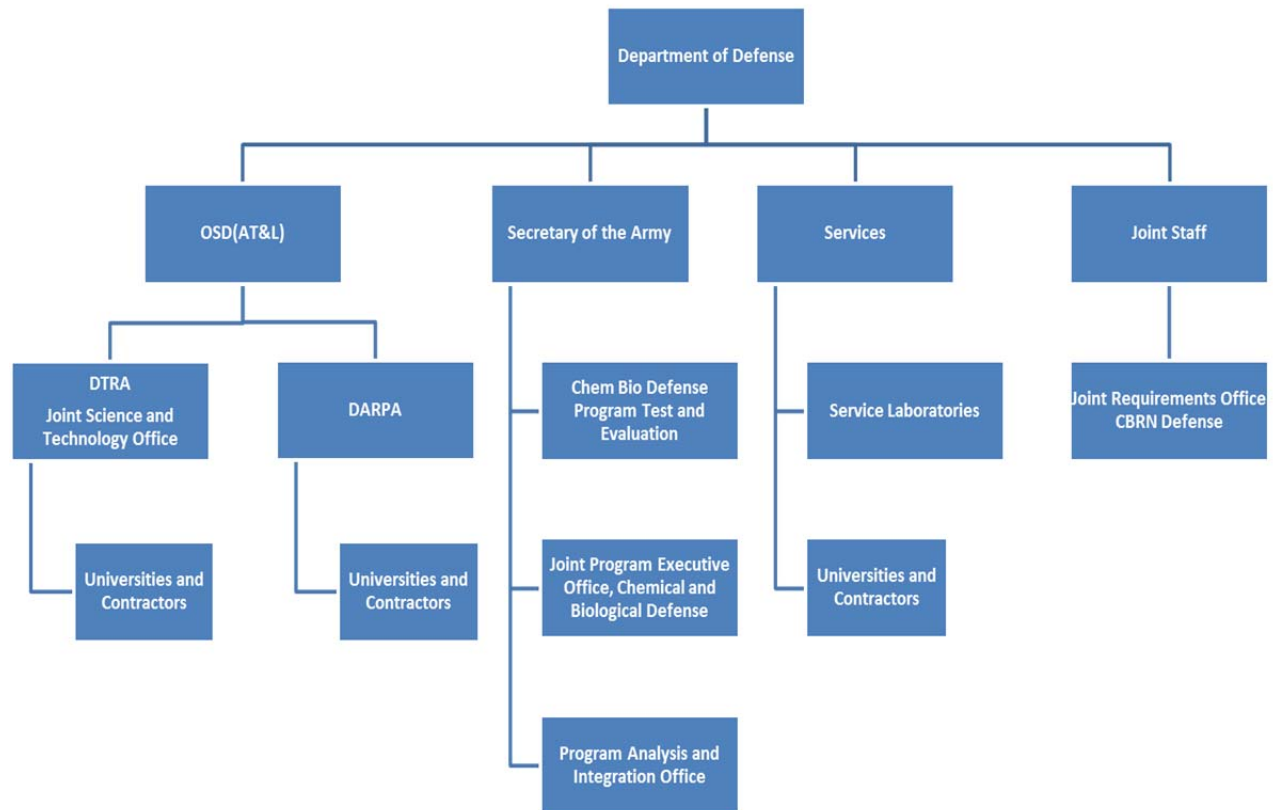 Department of Defense
OSD(AT&L)
Secretary of the Army
Services
Joint Staff
DTRA
Joint Science and
Technology Office
DARPA
Chem Bio Defense
Program Test and
Evaluation
Service Laboratories
Joint Requirements Office
CBRN Defense
Universities and
Contractors
Universities and
Contractors
Joint Program Executive
Office, Chemical and
Biological Defense
Universities and
Contractors
Program Analysis and
Integration Office